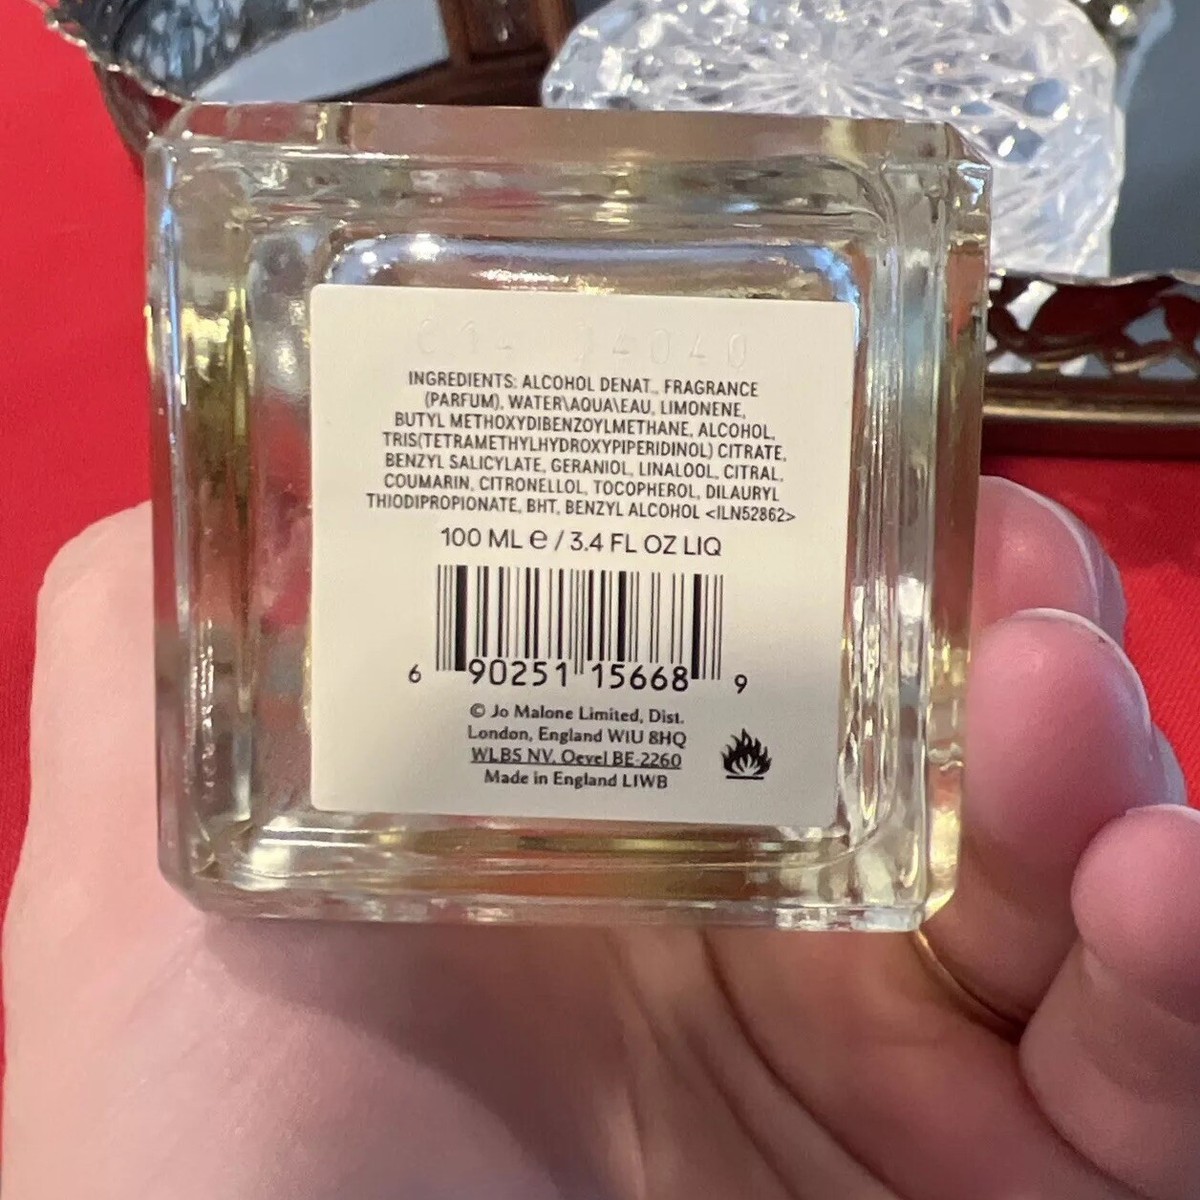 INGREDIENTS: ALCOHOL DENAT., FRAGRANCE
(PARFUM), WATER\AQUA\EAU, LIMONENE,
BUTYL METHOXYDIBENZOYLMETHANE, ALCOHOL,
TRIS(TETRAMETHYLHYDROXYPIPERIDINOL) CITRATE,
BENZYL SALICYLATE, GERANIOL, LINALOOL, CITRAL,
COUMARIN, CITRONELLOL, TOCOPHEROL, DILAURYL
THIODIPROPIONATE, BHT, BENZYL ALCOHOL <ILN52862>
100 ML e / 3.4 FL OZ LIQ
6 90251 15668 9
© Jo Malone Limited, Dist.
London, England W1U 8HQ
WLBS NV. Oevel BE-2260
Made in England LIWB